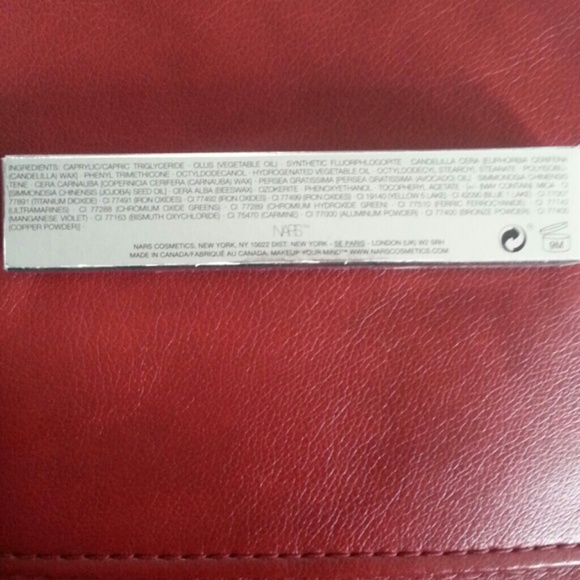 INGREDIENTS: CAPRYLIC/CAPRIC TRIGLYCERIDE · OLUS (VEGETABLE OIL) · SYNTHETIC FLUORPHLOGOPITE · CANDELILLA CERA [EUPHORBIA CERIFERA
(CANDELILLA) WAX] · PHENYL TRIMETHICONE · OCTYLDODECANOL · HYDROGENATED VEGETABLE OIL · OCTYLDODECYL STEAROYL STEARATE ·
TENE · CERA CARNAUBA [COPERNICIA CERIFERA (CARNAUBA) WAX] · PERSEA GRATISSIMA [PERSEA GRATISSIMA (AVOCADO) OIL] · SIMMONDSIA CHINENSIS
[SIMMONDSIA CHINENSIS (JOJOBA) SEED OIL] · CERA ALBA (BEESWAX) · OZOKERITE · PHENOXYETHANOL · TOCOPHERYL ACETATE · [+/- (MAY CONTAIN) MICA · CI
77891 (TITANIUM DIOXIDE) · CI 77491 (IRON OXIDES) · CI 77492 (IRON OXIDES) · CI 77499 (IRON OXIDES) · CI 19140 (YELLOW 5 LAKE) · CI 42090 (BLUE 1 LAKE) · CI 77007
(ULTRAMARINES) · CI 77288 (CHROMIUM OXIDE GREENS) · CI 77289 (CHROMIUM HYDROXIDE GREEN) · CI 77510 (FERRIC FERROCYANIDE) · CI 77742
(MANGANESE VIOLET) · CI 77163 (BISMUTH OXYCHLORIDE) · CI 75470 (CARMINE) · CI 77000 (ALUMINUM POWDER) · CI 77400 (BRONZE POWDER) · CI 77400
(COPPER POWDER)]
NARS™
NARS COSMETICS, NEW YORK, NY 10022 DIST. NEW YORK - SE PARIS - LONDON (UK) W2 5RH
MADE IN CANADA/FABRIQUÉ AU CANADA; MAKEUP YOUR MIND™ WWW.NARSCOSMETICS.COM